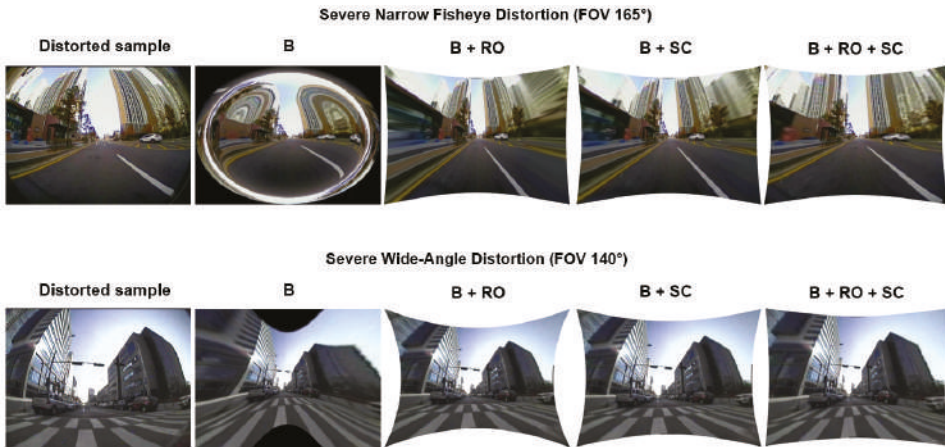 Severe Narrow Fisheye Distortion (FOV 165°)
Distorted sample B B + RO B + SC B + RO + SC
Severe Wide-Angle Distortion (FOV 140°)
Distorted sample B B + RO B + SC B + RO + SC